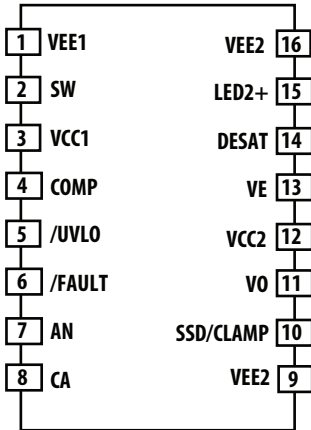 1 VEE1 VEE2 16
2 SW LED2+ 15
3 VCC1 DESAT 14
4 COMP VE 13
5 /UVLO VCC2 12
6 /FAULT VO 11
7 AN SSD/CLAMP 10
8 CA VEE2 9